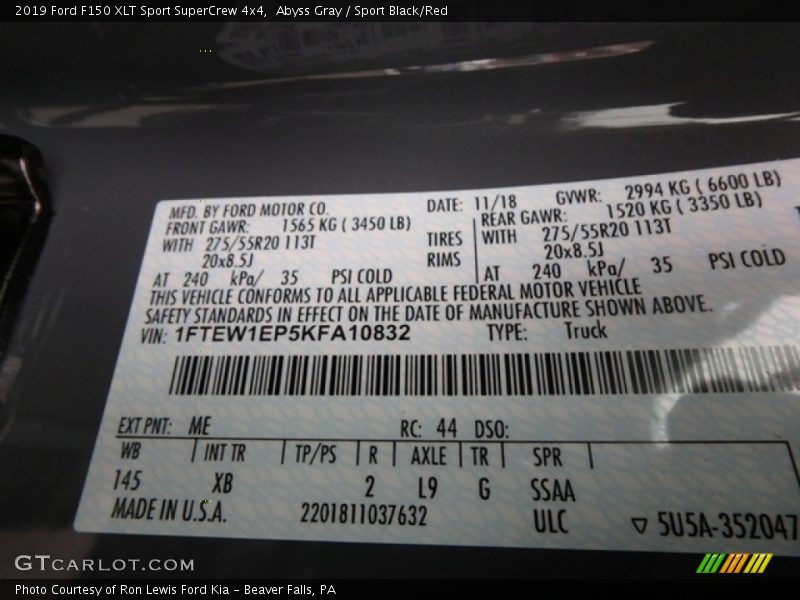 2019 Ford F150 XLT Sport SuperCrew 4x4,  Abyss Gray / Sport Black/Red
MFD. BY FORD MOTOR CO. DATE: 11/18 GVWR: 2994 KG ( 6600 LB)
FRONT GAWR: 1565 KG ( 3450 LB) REAR GAWR: 1520 KG ( 3350 LB)
WITH 275/55R20 113T TIRES WITH 275/55R20 113T
20x8.5J RIMS 20x8.5J
AT 240 kPa/ 35 PSI COLD AT 240 kPa/ 35 PSI COLD
THIS VEHICLE CONFORMS TO ALL APPLICABLE FEDERAL MOTOR VEHICLE
SAFETY STANDARDS IN EFFECT ON THE DATE OF MANUFACTURE SHOWN ABOVE.
VIN: 1FTEW1EP5KFA10832 TYPE: Truck
EXT PNT: ME RC: 44 DSO:
WB INT TR TP/PS R AXLE TR SPR
145 XB 2 L9 G SSAA
MADE IN U.S.A. 2201811037632 ULC ▽ 5U5A-352047
GTCARLOT.COM
Photo Courtesy of Ron Lewis Ford Kia - Beaver Falls, PA